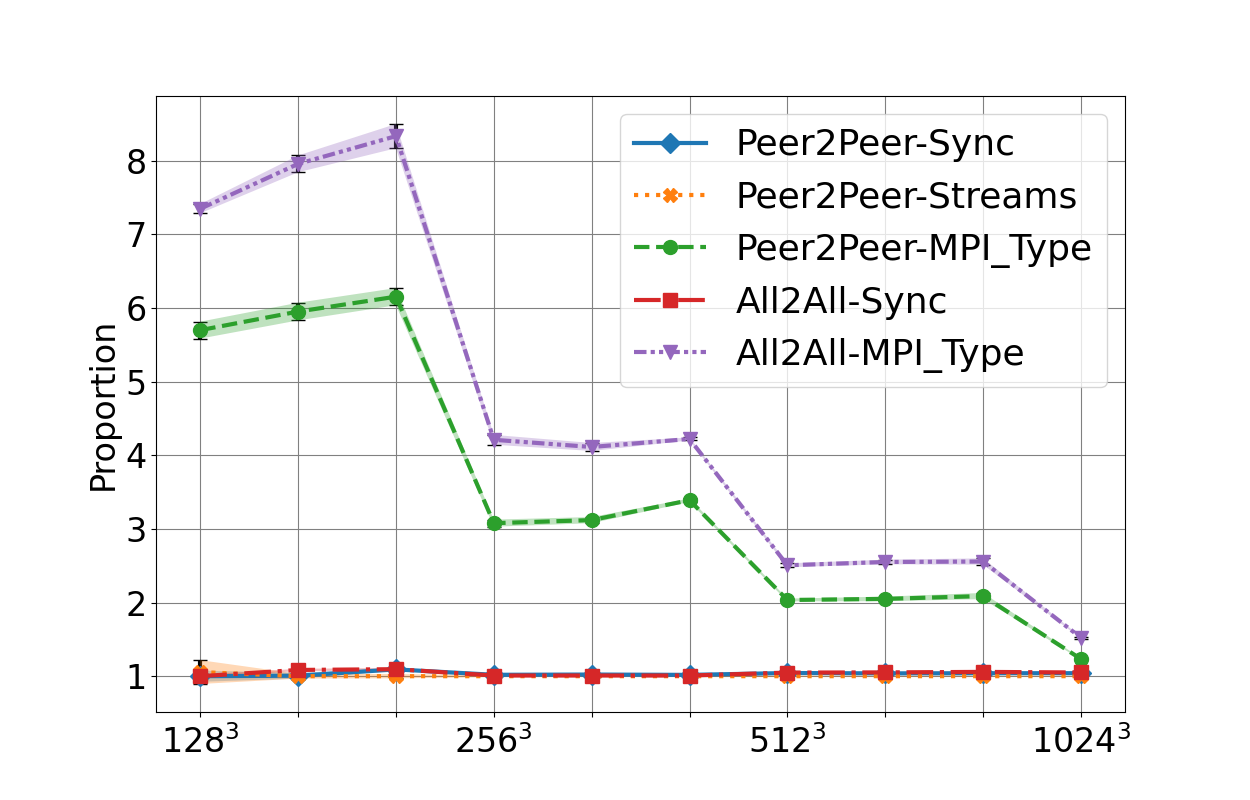 Proportion
8
7
6
5
4
3
2
1
128³
256³
512³
1024³
Peer2Peer-Sync
Peer2Peer-Streams
Peer2Peer-MPI_Type
All2All-Sync
All2All-MPI_Type